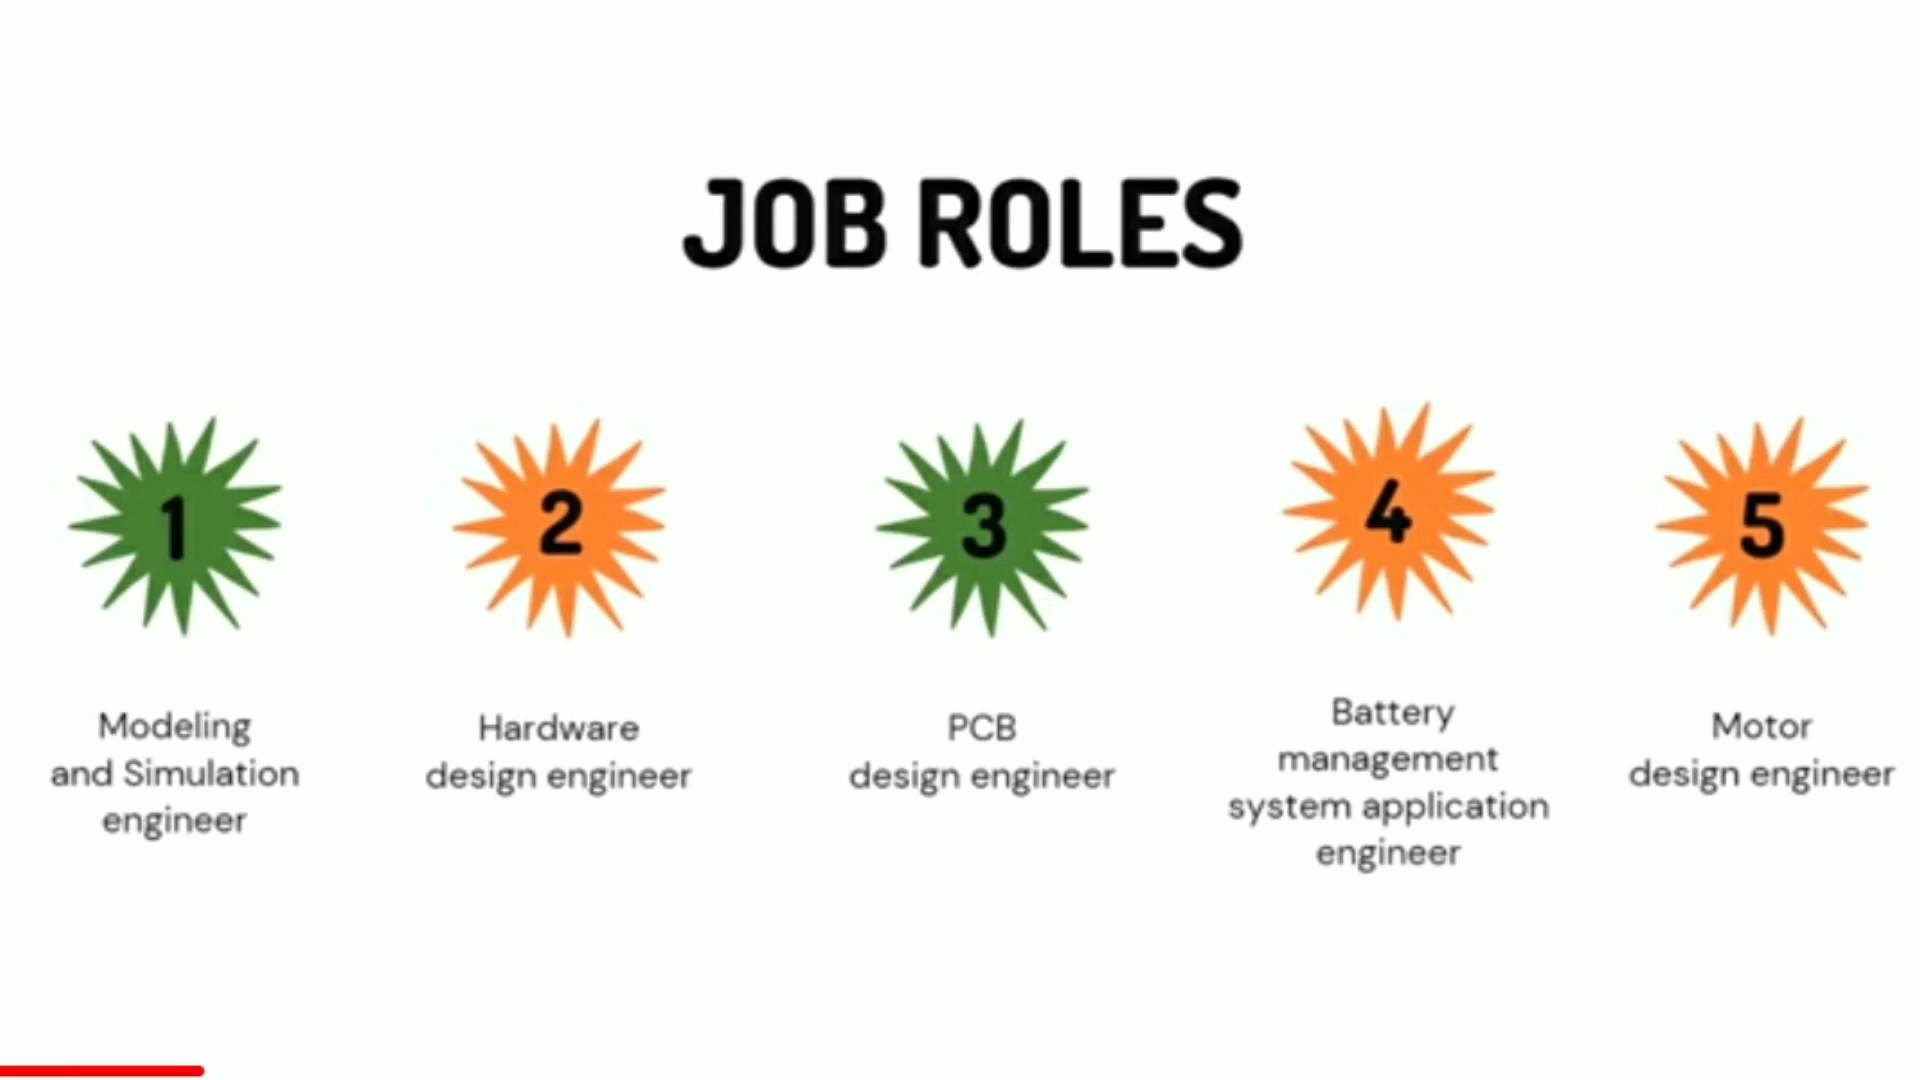 JOB ROLES
1
Modeling
and Simulation
engineer
2
Hardware
design engineer
3
PCB
design engineer
4
Battery
management
system application
engineer
5
Motor
design engineer